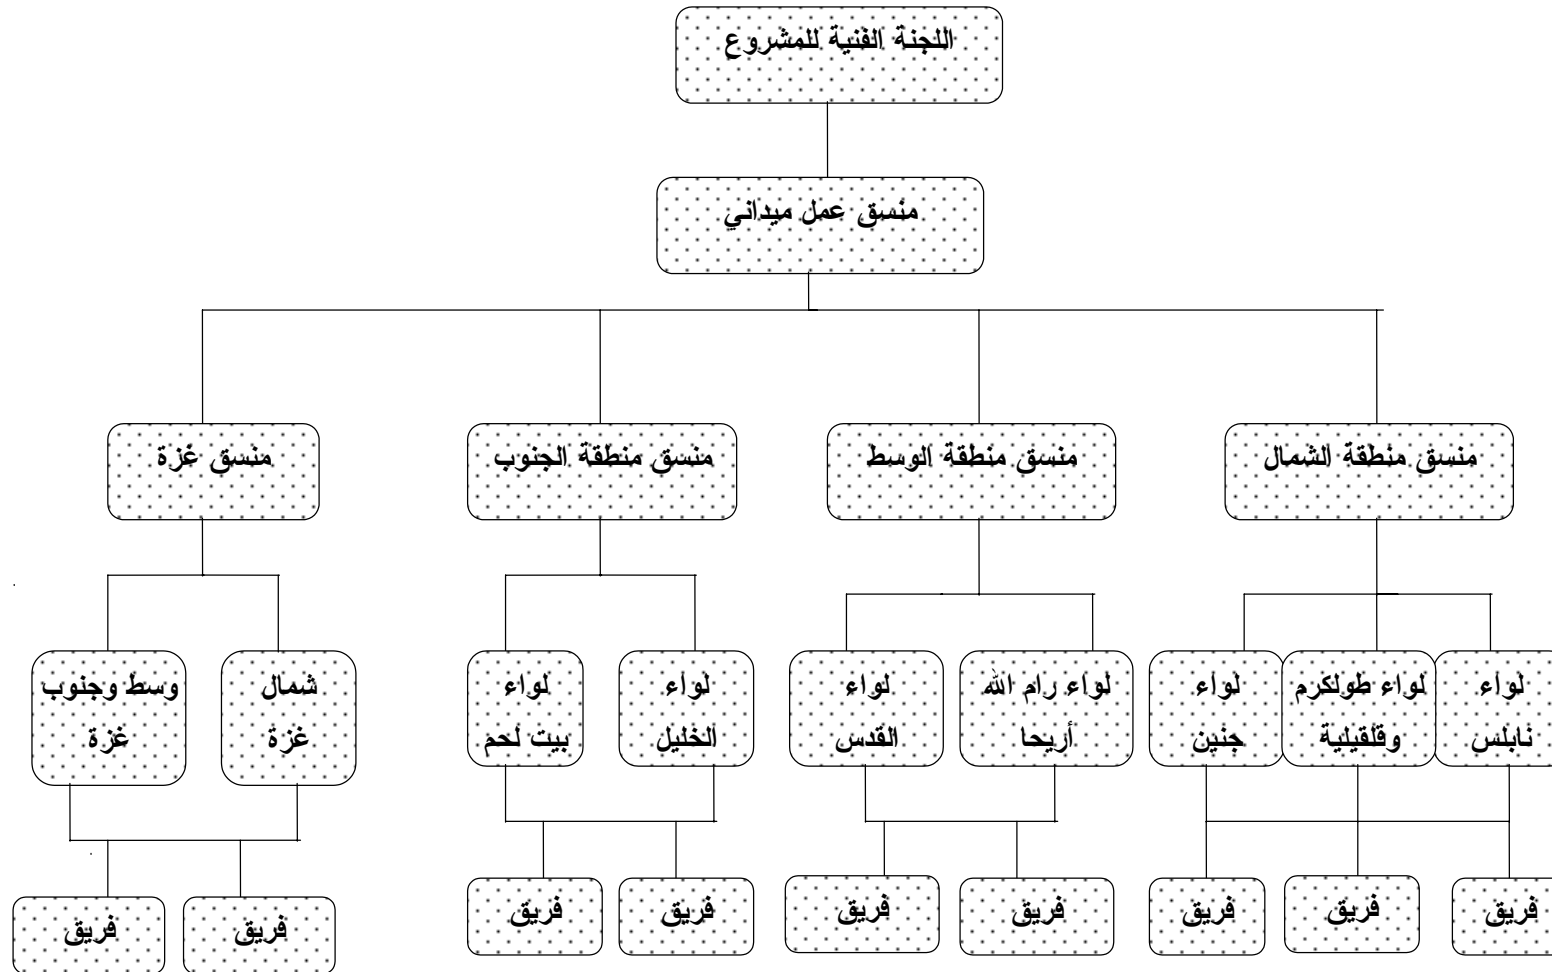 اللجنة الفنية للمشروع
منسق عمل ميداني
منسق منطقة الشمال
منسق منطقة الوسط
منسق منطقة الجنوب
منسق غزة
لواء
نابلس
لواء طولكرم
وقلقيلية
لواء
جنين
لواء رام الله
أريحا
لواء
القدس
لواء
الخليل
لواء
بيت لحم
شمال
غزة
وسط وجنوب
غزة
فريق
فريق
فريق
فريق
فريق
فريق
فريق
فريق
فريق